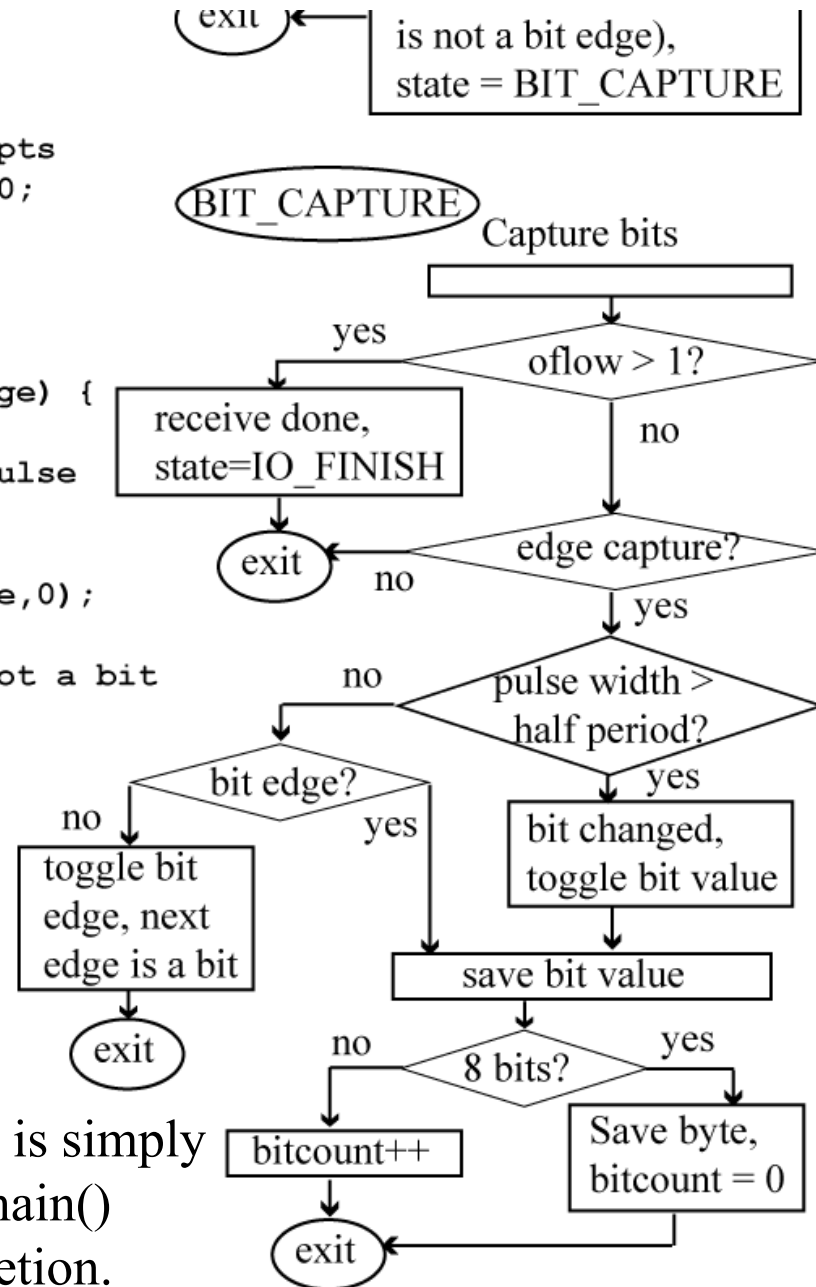 exit
is not a bit edge),
state = BIT_CAPTURE
pts
0;
BIT_CAPTURE
Capture bits
yes
oflow > 1?
ge) {
receive done,
no
ulse
state=IO_FINISH
exit
edge capture?
no
yes
e,0);
ot a bit
no
pulse width >
half period?
yes
bit edge?
no
yes
bit changed,
toggle bit value
toggle bit
edge, next
edge is a bit
save bit value
exit
no
8 bits?
yes
is simply
bitcount++
Save byte,
bitcount = 0
main()
exit
etion.